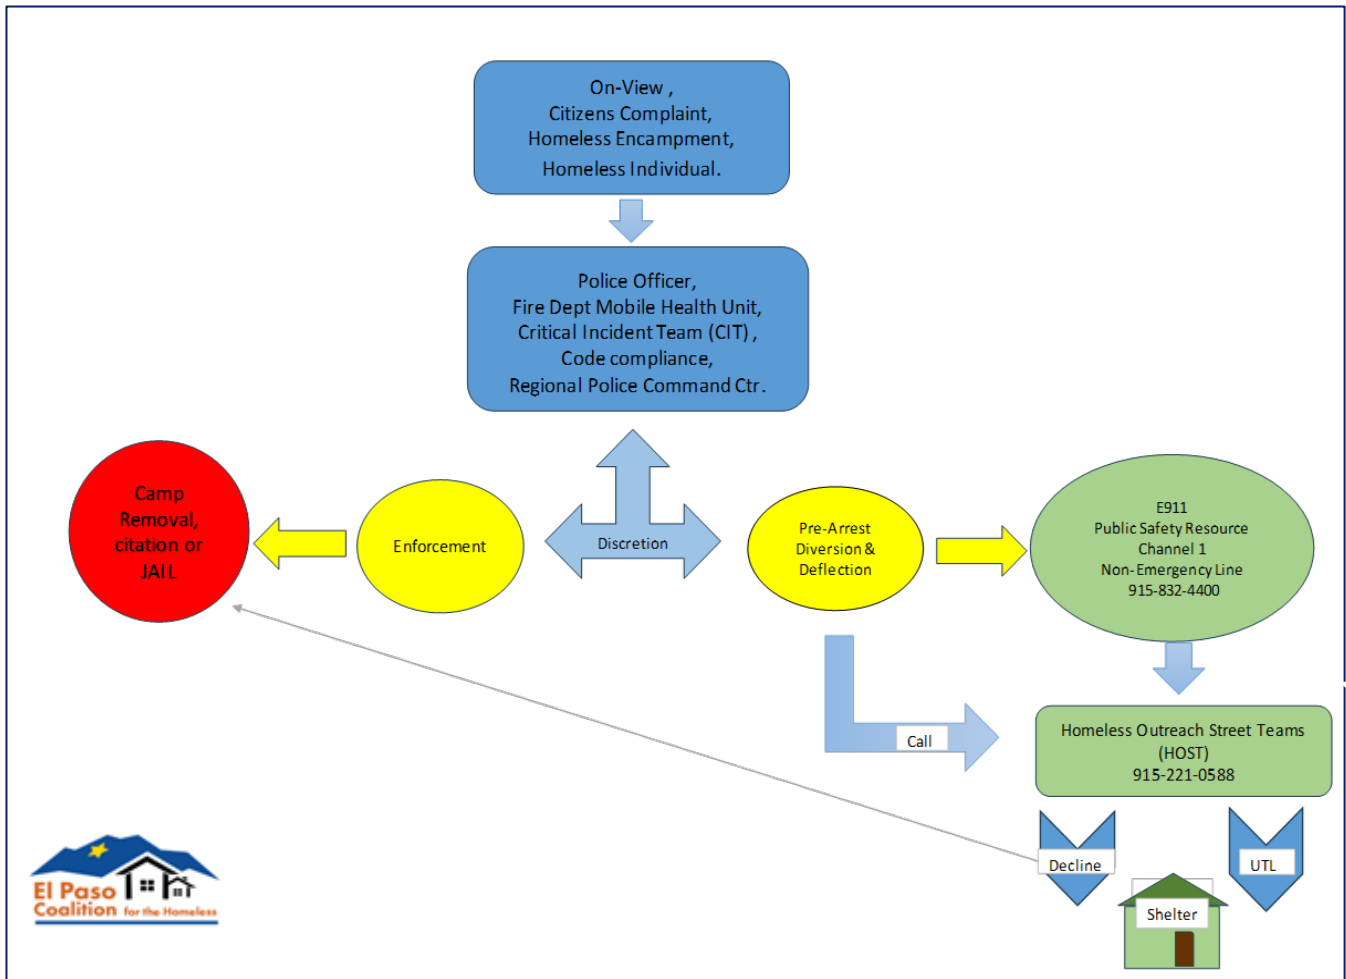 On-View ,
Citizens Complaint,
Homeless Encampment,
Homeless Individual.
Police Officer,
Fire Dept Mobile Health Unit,
Critical Incident Team (CIT) ,
Code compliance,
Regional Police Command Ctr.
Camp
Removal,
citation or
JAIL
Enforcement
Discretion
Pre-Arrest
Diversion &
Deflection
E911
Public Safety Resource
Channel 1
Non-Emergency Line
915-832-4400
Call
Homeless Outreach Street Teams
(HOST)
915-221-0588
Decline
UTL
Shelter
El Paso
Coalition for the Homeless